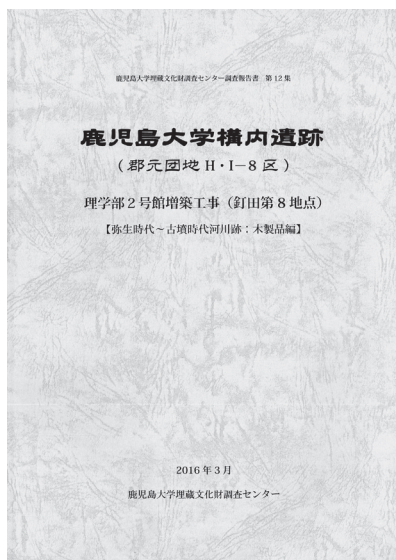 鹿児島大学埋蔵文化財調査センター調査報告書 第12集
鹿児島大学構内遺跡
(郡元団地 H・I-8 区)
理学部2号館増築工事(釘田第8地点)
【弥生時代~古墳時代河川跡:木製品編】
2016年3月
鹿児島大学埋蔵文化財調査センター